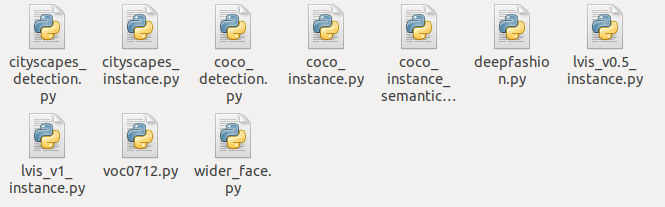 cityscapes_
detection.
py
cityscapes_
instance.py
coco_
detection.
py
coco_
instance.py
coco_
instance_
semantic...
deepfashio
n.py
lvis_v0.5_
instance.py
lvis_v1_
instance.py
voc0712.py
wider_face.
py